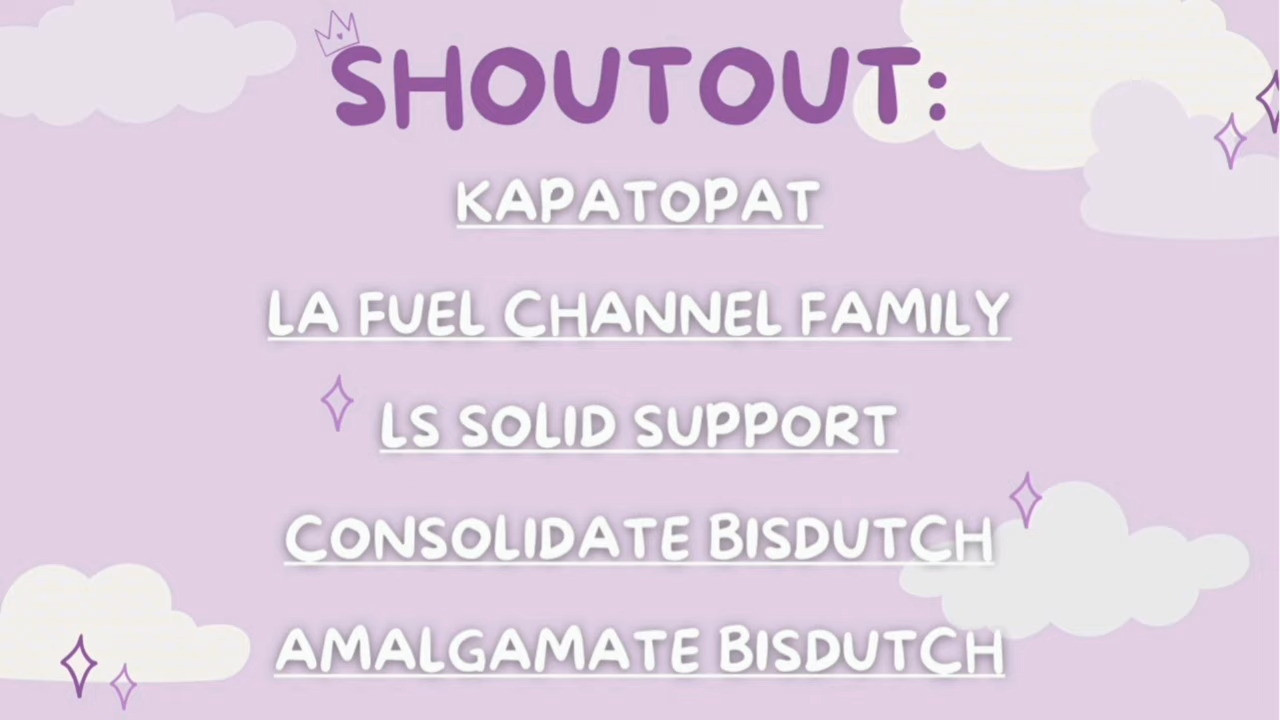 SHOUTOUT:
KAPATOPAT
LA FUEL CHANNEL FAMILY
LS SOLID SUPPORT
CONSOLIDATE BISDUTCH
AMALGAMATE BISDUTCH